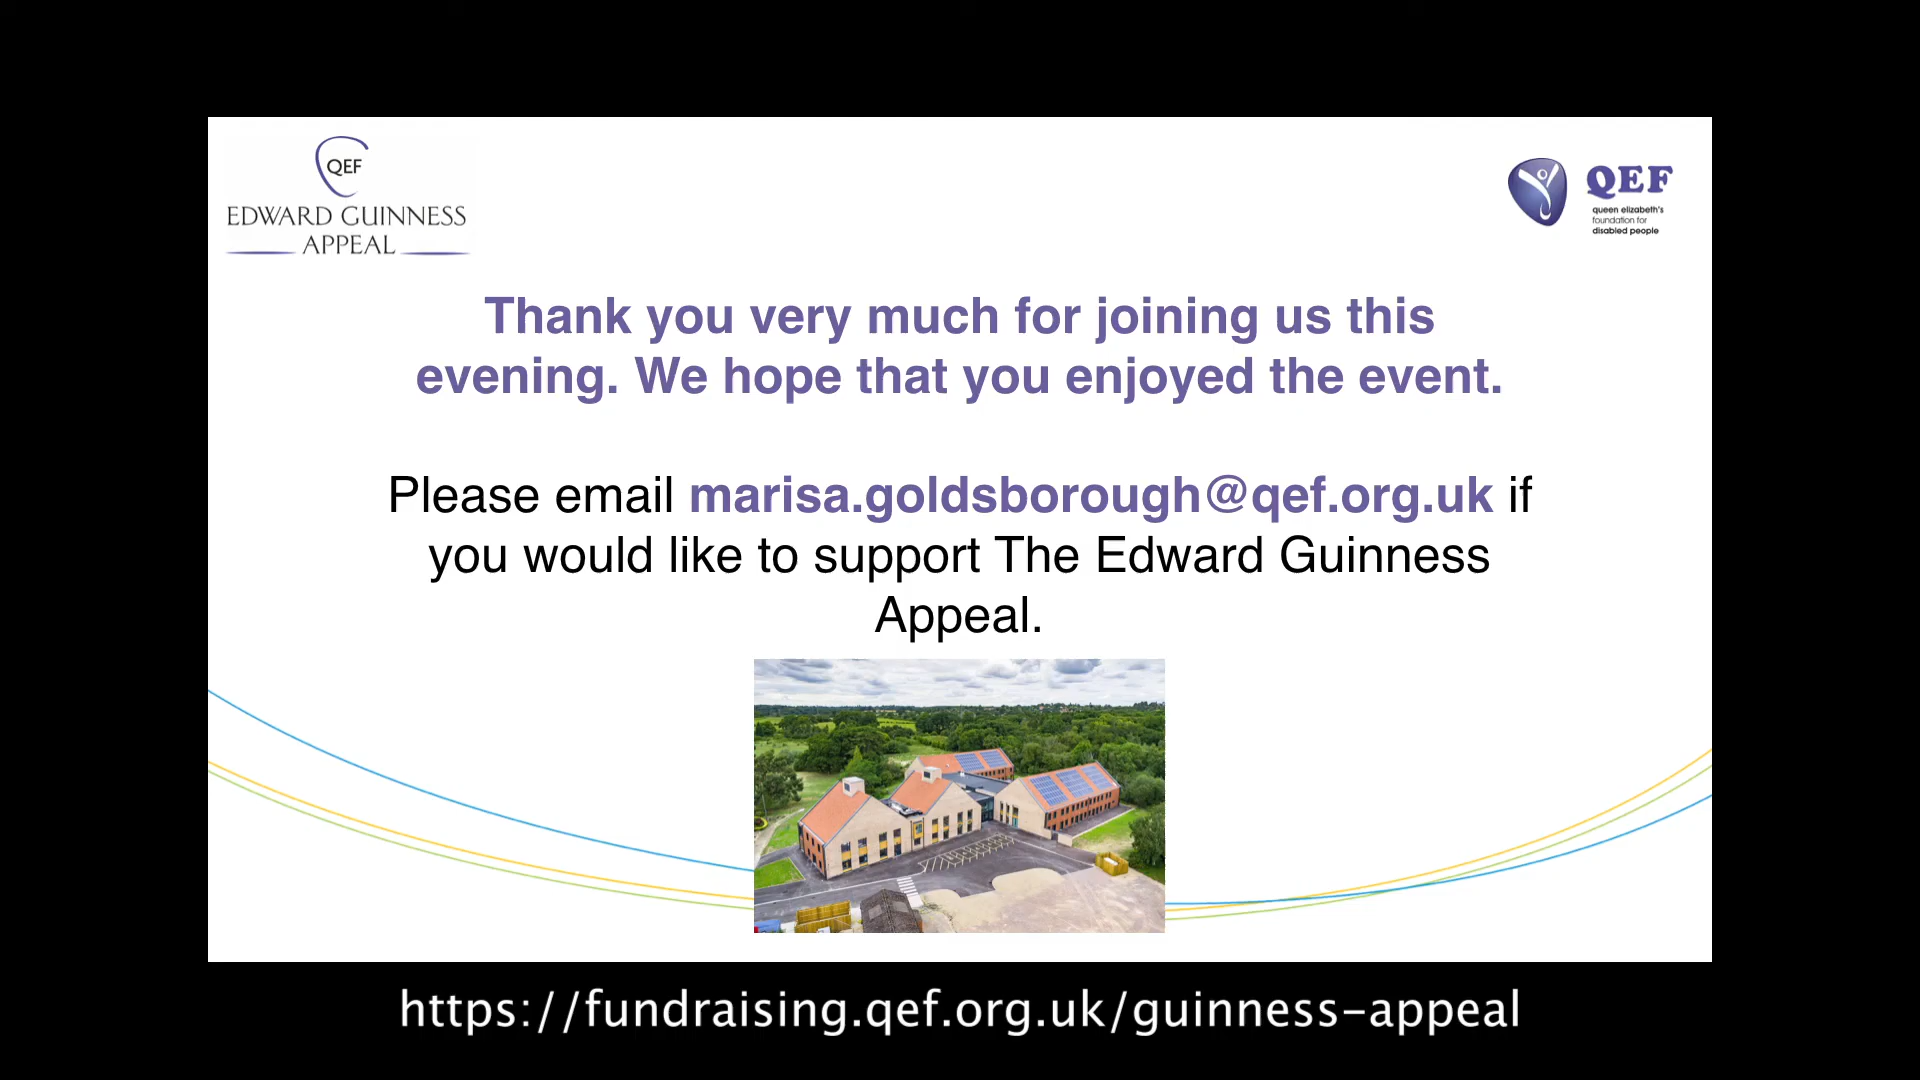 QEF
EDWARD GUINNESS
APPEAL
QEF
queen elizabeth's
foundation for
disabled people
Thank you very much for joining us this
evening. We hope that you enjoyed the event.
Please email marisa.goldsborough@qef.org.uk if
you would like to support The Edward Guinness
Appeal.
https://fundraising.qef.org.uk/guinness-appeal